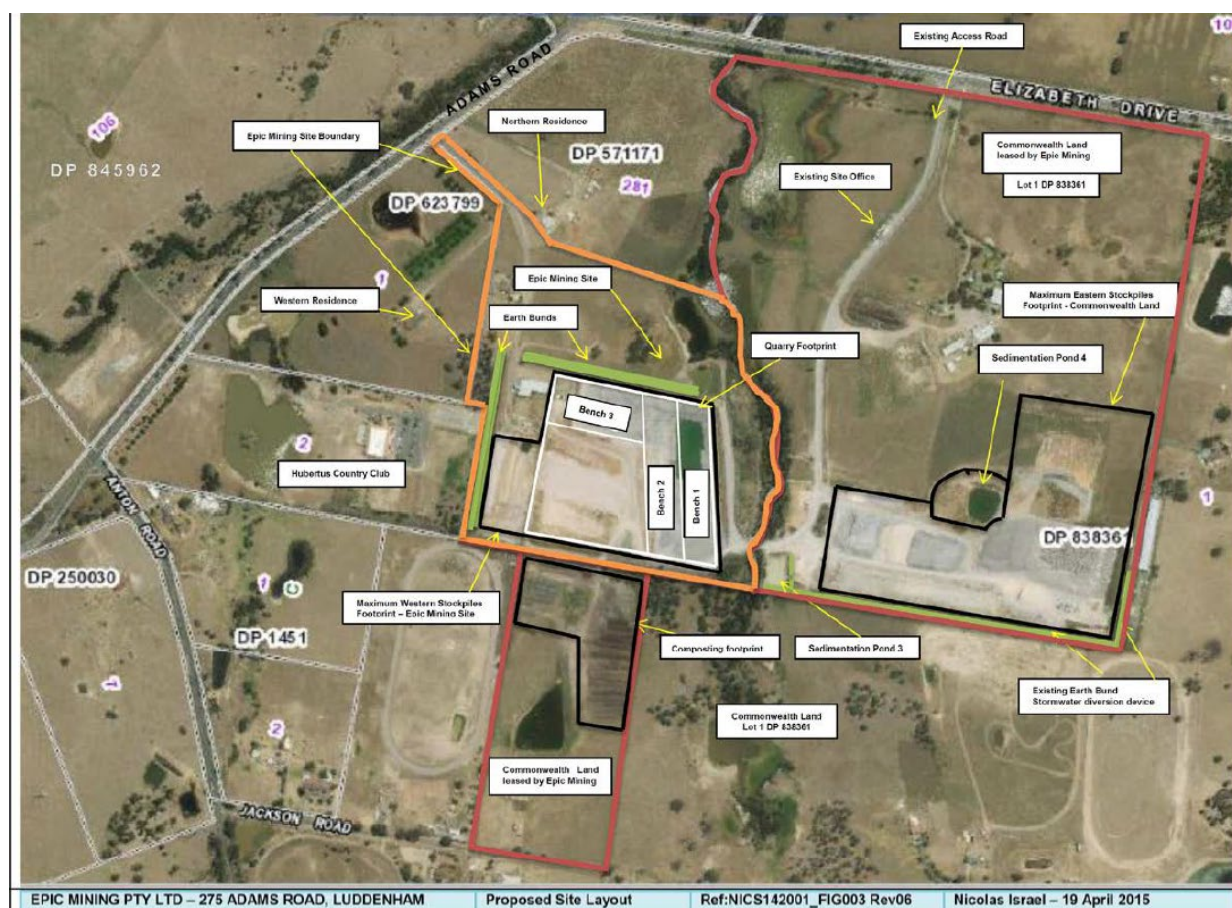 Existing Access Road
10
ADAMS ROAD
ELIZABETH DRIVE
106
DP 845962
Epic Mining Site Boundary
Northern Residence
DP 571171
281
Commonwealth Land
leased by Epic Mining
Lot 1 DP 838361
Existing Site Office
DP 623799
1
Western Residence
Epic Mining Site
Earth Bunds
Maximum Eastern Stockpiles
Footprint - Commonwealth Land
Quarry Footprint
Sedimentation Pond 4
Bench 3
Bench 2
Bench 1
2
Hubertus Country Club
ANTON ROAD
1
DP 838361
DP 250030
1
DP 1451
Maximum Western Stockpiles
Footprint – Epic Mining Site
Composting footprint
Sedimentation Pond 3
1
2
Existing Earth Bund
Stormwater diversion device
Commonwealth Land
Lot 1 DP 838361
Commonwealth Land
leased by Epic Mining
JACKSON ROAD
EPIC MINING PTY LTD – 275 ADAMS ROAD, LUDDENHAM
Proposed Site Layout
Ref:NICS142001_FIG003 Rev06
Nicolas Israel – 19 April 2015